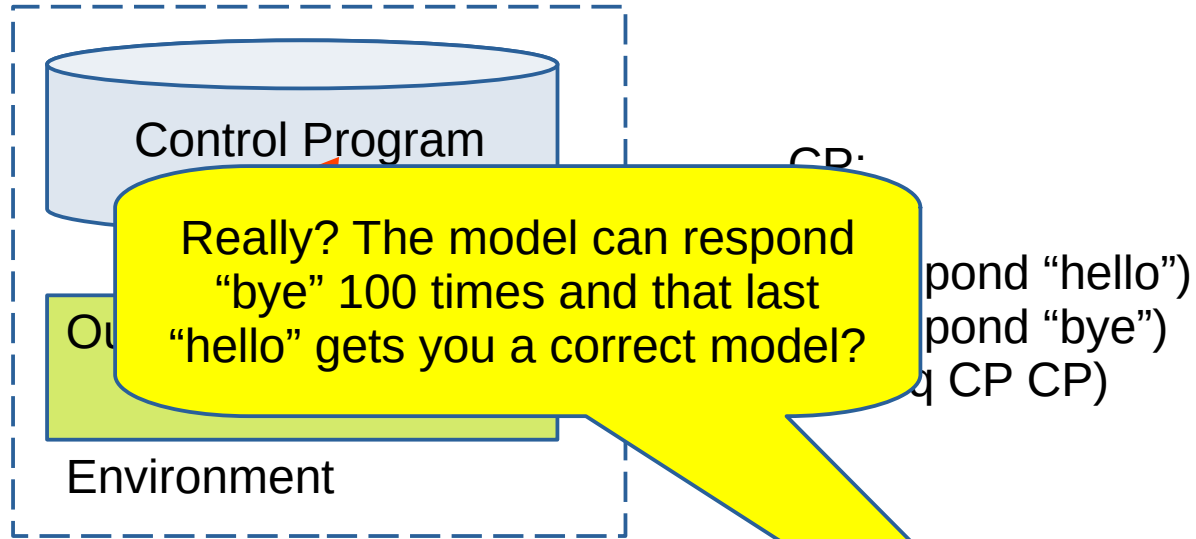 Control Program
CP:
Really? The model can respond
“bye” 100 times and that last
“hello” gets you a correct model?
pond “hello”)
pond “bye”)
q CP CP)
Ou
Environment